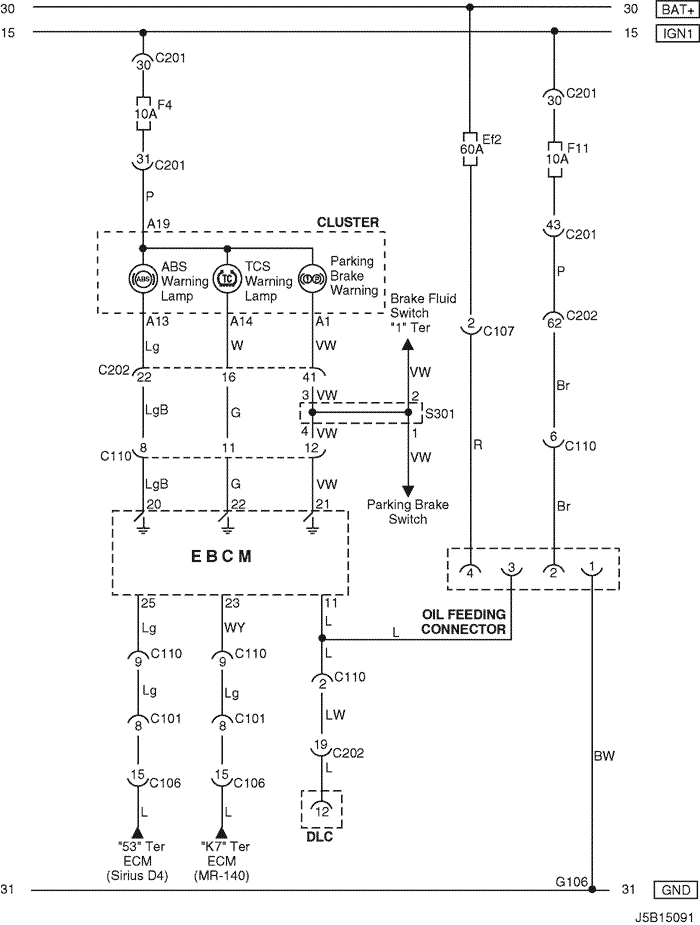 30 30 BAT+
15 15 IGN1
C201
30
F4
10A
31
C201
P
A19
CLUSTER
ABS
ABS
Warning
Lamp
TC
TCS
Warning
Lamp
Parking
Brake
Warning
A13 A14 A1
Lg W VW
C202
22 16 41
LgB G
3 VW
2
S301
4 VW
1
Brake Fluid
Switch
"1" Ter
VW
VW
Parking Brake
Switch
C110
8 11 12
LgB G VW
20 22 21
EBCM
25 23 11
Lg WY L
C110 C110
9 9
L
L
Lg Lg
C110
2
C101 C101
8 8
LW
19
C202
15 15
C106 C106
L L L
12
DLC
"53" Ter
ECM
(Sirius D4)
"K7" Ter
ECM
(MR-140)
Ef2
60A
2
C107
R
C201
30
F11
10A
43
C201
P
C202
62
Br
6
C110
Br
4 3 2 1
OIL FEEDING
CONNECTOR
BW
G106
31 31 GND
J5B15091